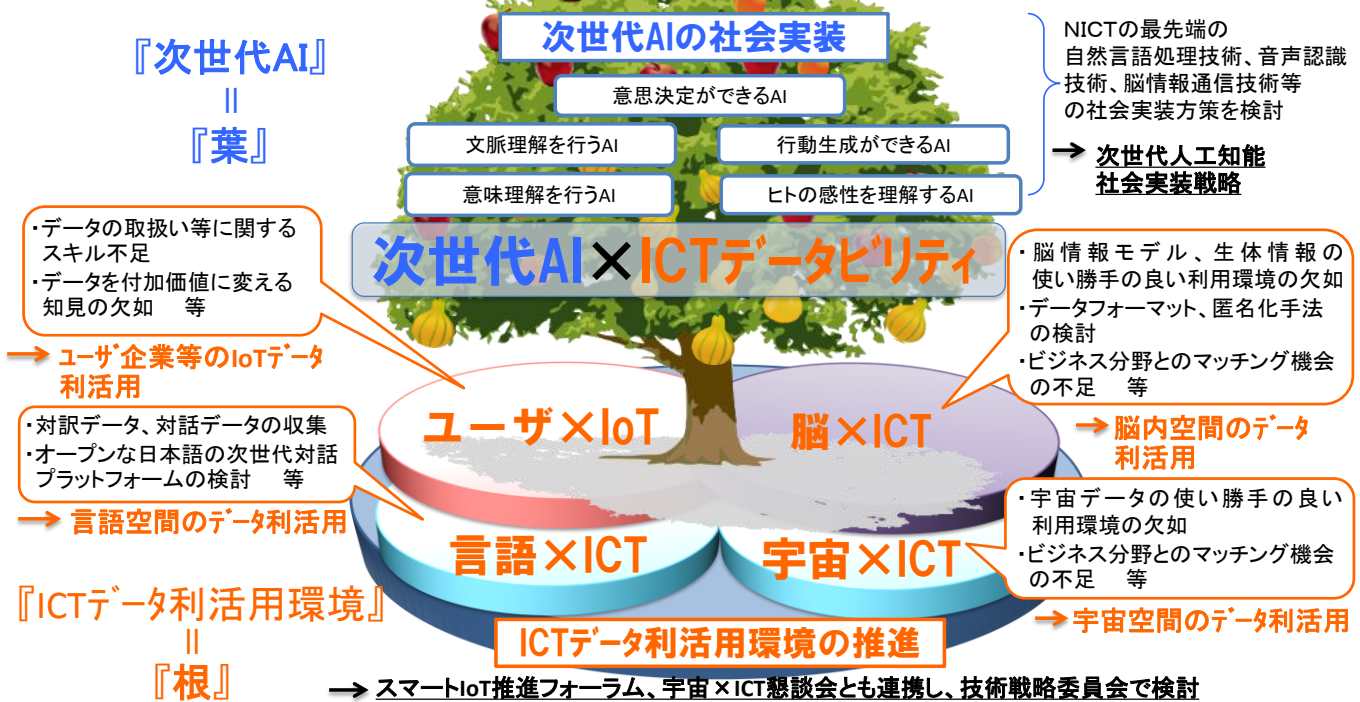 次世代AIの社会実装
『次世代AI』
＝
『葉』
意思決定ができるAI
文脈理解を行うAI
行動生成ができるAI
意味理解を行うAI
ヒトの感性を理解するAI
NICTの最先端の
自然言語処理技術、音声認識
技術、脳情報通信技術等
の社会実装方策を検討
→ 次世代人工知能
社会実装戦略
次世代AI×ICTデータビリティ
・データの取扱い等に関する
スキル不足
・データを付加価値に変える
知見の欠如　等
→ ユーザ企業等のIoTデータ
利活用
・脳情報モデル、生体情報の
使い勝手の良い利用環境の欠如
・データフォーマット、匿名化手法
の検討
・ビジネス分野とのマッチング機会
の不足　等
→ 脳内空間のデータ
利活用
ユーザ×IoT
脳×ICT
・対訳データ、対話データの収集
・オープンな日本語の次世代対話
プラットフォームの検討　等
→ 言語空間のデータ利活用
・宇宙データの使い勝手の良い
利用環境の欠如
・ビジネス分野とのマッチング機会
の不足　等
→ 宇宙空間のデータ利活用
言語×ICT
宇宙×ICT
『ICTデータ利活用環境』
＝
『根』
ICTデータ利活用環境の推進
→ スマートIoT推進フォーラム、宇宙×ICT懇談会とも連携し、技術戦略委員会で検討